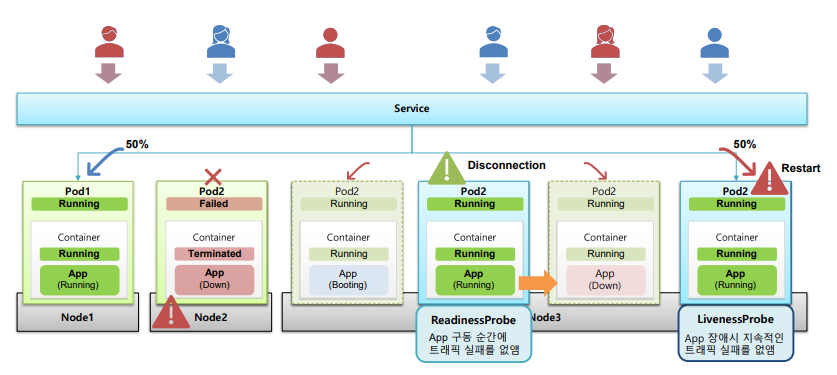 Service
50%
50%
Disconnection
Restart
Pod1
Running
Container
Running
App
(Running)
Node1
Pod2
Failed
Container
Terminated
App
(Down)
Node2
Pod2
Running
Container
Running
App
(Booting)
Pod2
Running
Container
Running
App
(Running)
Pod2
Running
Container
Running
App
(Down)
Pod2
Running
Container
Running
App
(Running)
Node3
ReadinessProbe
App 구동 순간에
트래픽 실패를 없앰
LivenessProbe
App 장애시 지속적인
트래픽 실패를 없앰